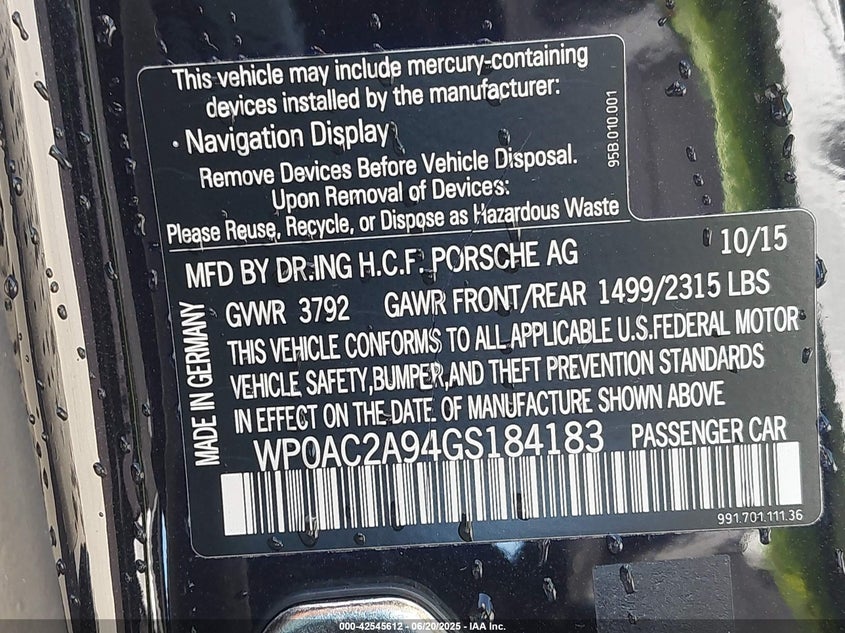 This vehicle may include mercury-containing
devices installed by the manufacturer:
· Navigation Display
Remove Devices Before Vehicle Disposal.
Upon Removal of Devices:
Please Reuse, Recycle, or Dispose as Hazardous Waste
95B.010.001
MFD BY DR.ING H.C.F. PORSCHE AG 10/15
GVWR 3792 GAWR FRONT/REAR 1499/2315 LBS
THIS VEHICLE CONFORMS TO ALL APPLICABLE U.S.FEDERAL MOTOR
VEHICLE SAFETY,BUMPER,AND THEFT PREVENTION STANDARDS
IN EFFECT ON THE DATE OF MANUFACTURE SHOWN ABOVE
MADE IN GERMANY
WP0AC2A94GS184183 PASSENGER CAR
991.701.111.36
000-42545612 - 06/20/2025 - IAA Inc.